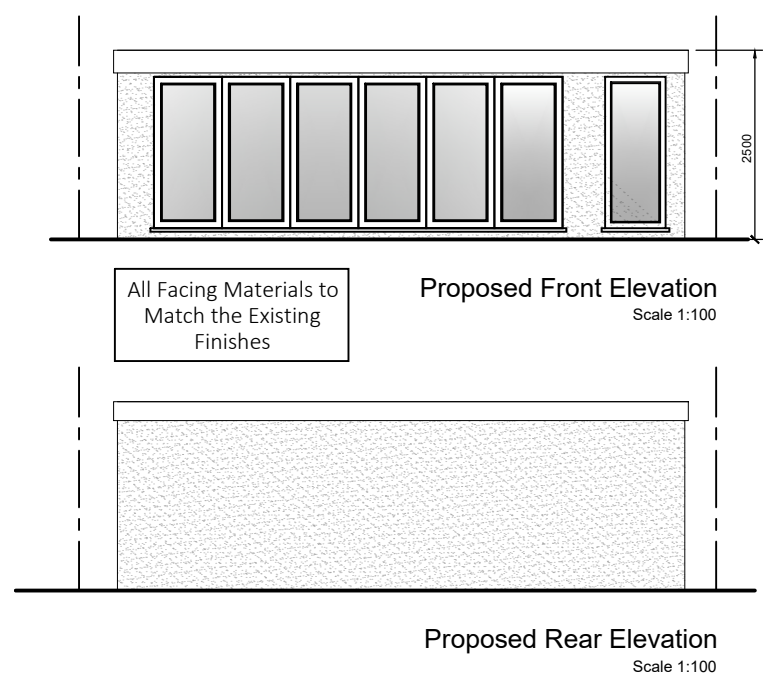 2500
Proposed Front Elevation
Scale 1:100
All Facing Materials to
Match the Existing
Finishes
Proposed Rear Elevation
Scale 1:100